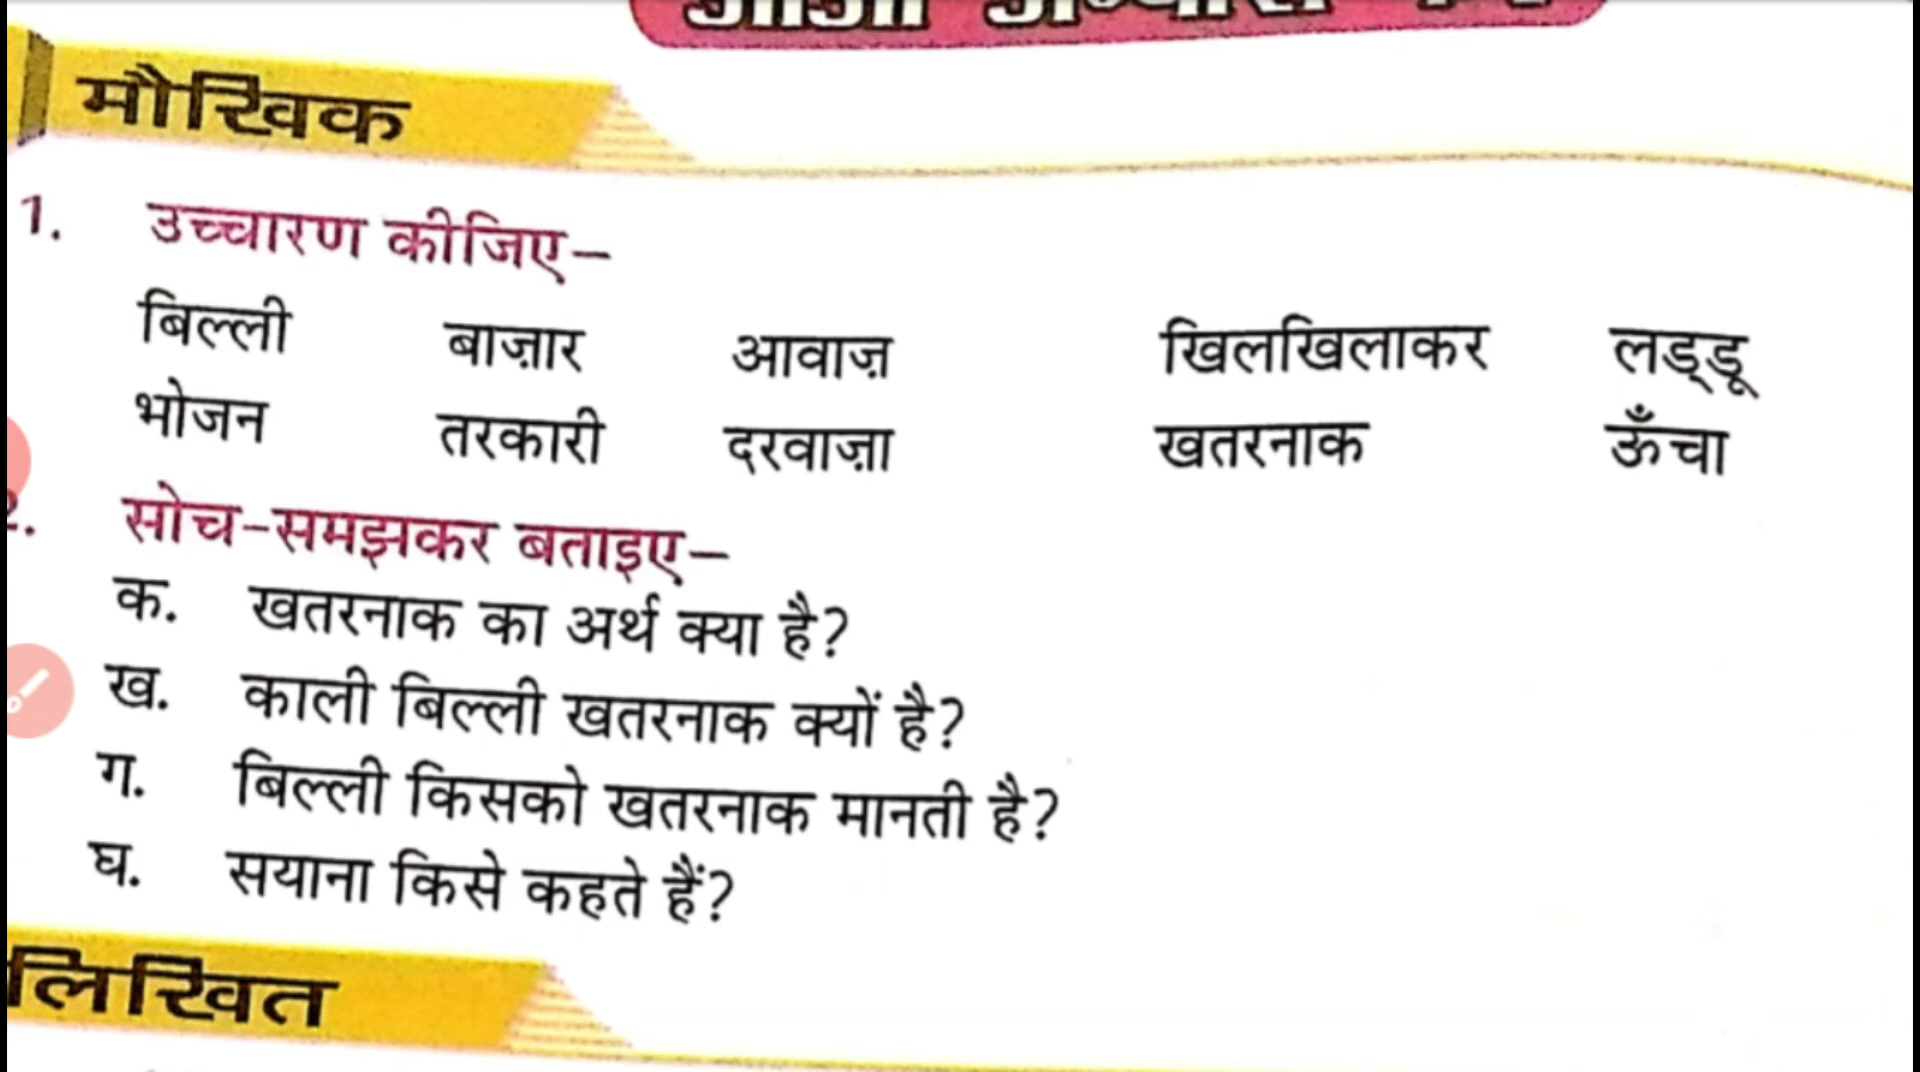 मौखिक
1. उच्चारण कीजिए–
बिल्ली बाज़ार आवाज़ खिलखिलाकर लड्डू
भोजन तरकारी दरवाज़ा खतरनाक ऊँचा
2. सोच-समझकर बताइए–
क. खतरनाक का अर्थ क्या है?
ख. काली बिल्ली खतरनाक क्यों है?
ग. बिल्ली किसको खतरनाक मानती है?
घ. सयाना किसे कहते हैं?
लिखित